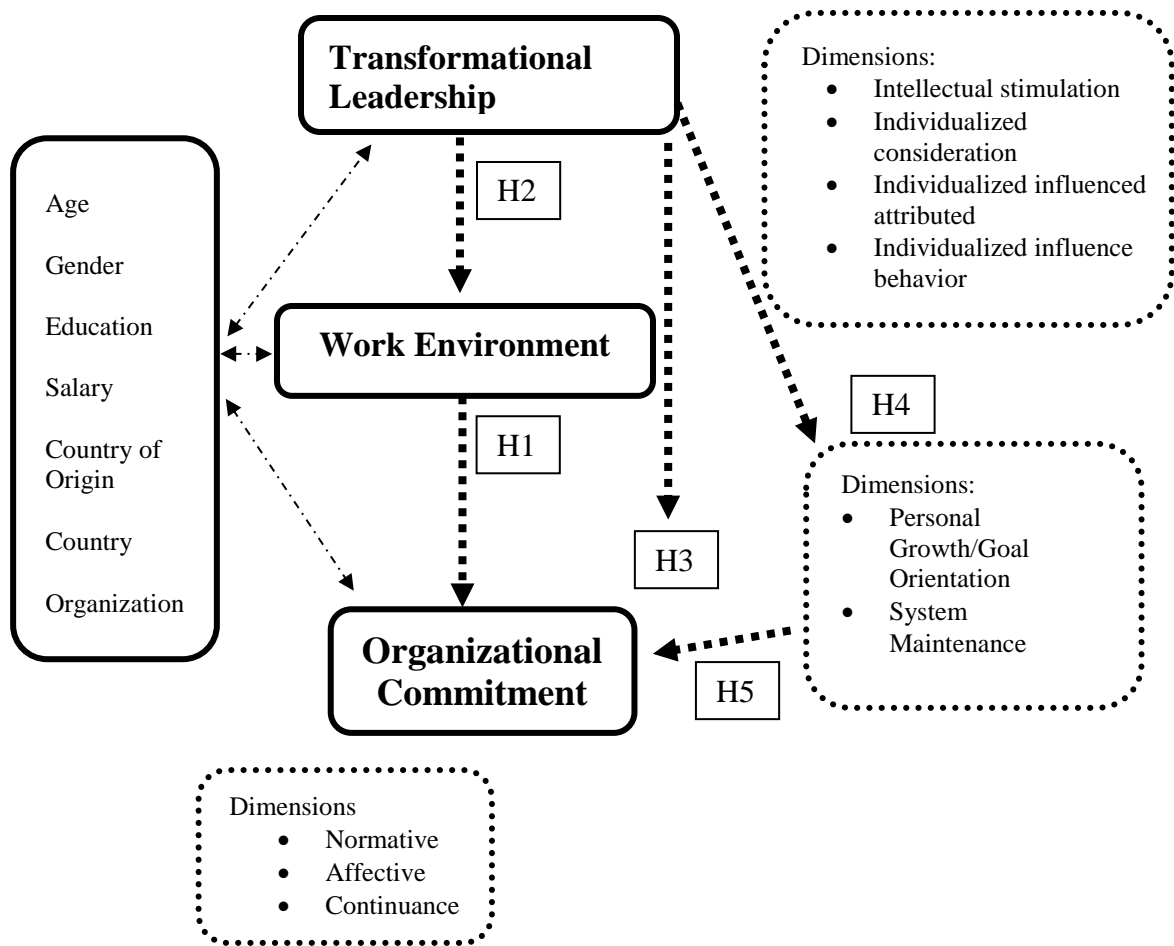 Transformational
Leadership
Dimensions:
• Intellectual stimulation
• Individualized
consideration
• Individualized influenced
attributed
• Individualized influence
behavior
Age
Gender
Education
Salary
Country of
Origin
Country
Organization
H2
Work Environment
H4
H1
Dimensions:
• Personal
Growth/Goal
Orientation
• System
Maintenance
H3
Organizational
Commitment
H5
Dimensions
• Normative
• Affective
• Continuance